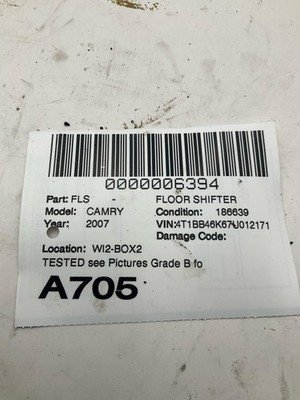 0000006394
Part: FLS - FLOOR SHIFTER
Model: CAMRY Condition: 186639
Year: 2007 VIN:4T1BB46K67U012171
Damage Code:
Location: WI2-BOX2
TESTED see Pictures Grade B fo
A705